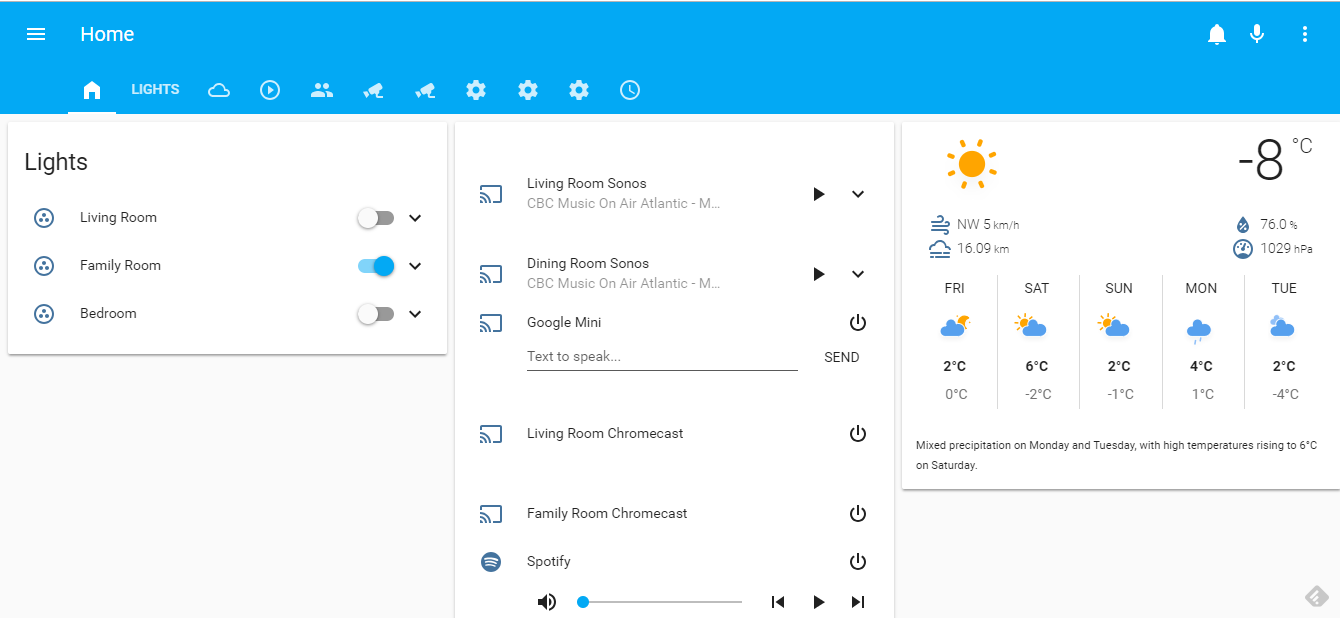 Home
LIGHTS
Lights
Living Room
Family Room
Bedroom
Living Room Sonos
CBC Music On Air Atlantic - M...
Dining Room Sonos
CBC Music On Air Atlantic - M...
Google Mini
Text to speak...
SEND
Living Room Chromecast
Family Room Chromecast
Spotify
-8 °C
NW 5 km/h
76.0 %
16.09 km
1029 hPa
FRI SAT SUN MON TUE
2°C 6°C 2°C 4°C 2°C
0°C -2°C -1°C 1°C -4°C
Mixed precipitation on Monday and Tuesday, with high temperatures rising to 6°C
on Saturday.